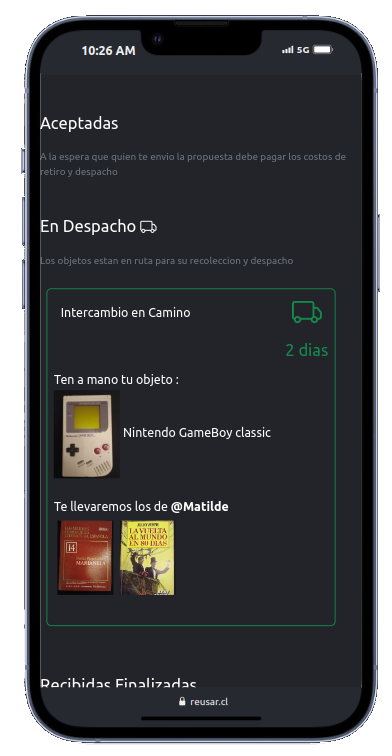 10:26 AM
5G
Aceptadas
A la espera que quien te envio la propuesta debe pagar los costos de
retiro y despacho
En Despacho
Los objetos estan en ruta para su recoleccion y despacho
Intercambio en Camino
2 dias
Ten a mano tu objeto :
Nintendo GameBoy classic
Te llevaremos los de @Matilde
14
MARIANELA
LA VUELTA
AL MUNDO
EN 80 DIAS
Recibidas Finalizadas
reusar.cl